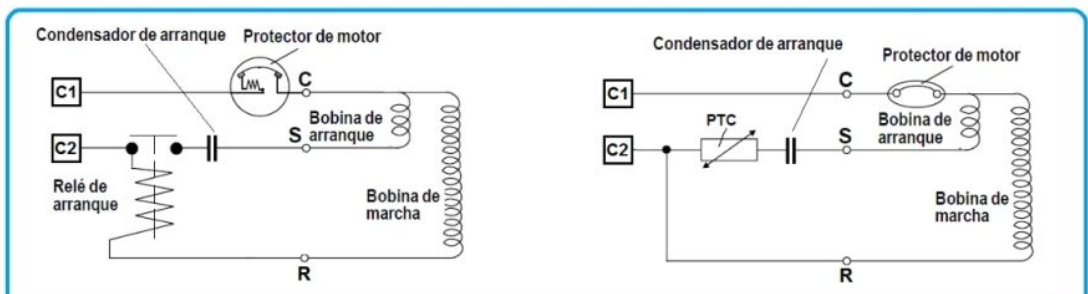 Condensador de arranque
Protector de motor
C1
C
Bobina de
arranque
S
C2
Relé de
arranque
Bobina de
marcha
R
Condensador de arranque
Protector de motor
C1
C
PTC
Bobina de
arranque
C2
S
Bobina de
marcha
R